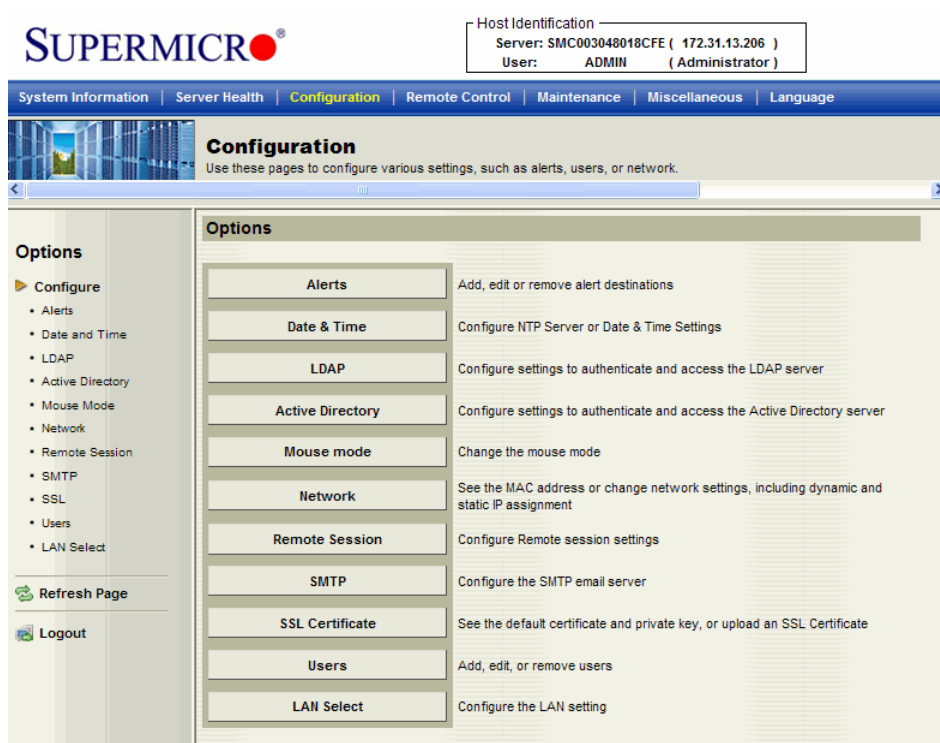 SUPERMICRO®
Host Identification
Server: SMC003048018CFE ( 172.31.13.206 )
User: ADMIN ( Administrator )
System Information | Server Health | Configuration | Remote Control | Maintenance | Miscellaneous | Language
Configuration
Use these pages to configure various settings, such as alerts, users, or network.
Options
Configure
• Alerts
• Date and Time
• LDAP
• Active Directory
• Mouse Mode
• Network
• Remote Session
• SMTP
• SSL
• Users
• LAN Select
Refresh Page
Logout
Options
Alerts Add, edit or remove alert destinations
Date & Time Configure NTP Server or Date & Time Settings
LDAP Configure settings to authenticate and access the LDAP server
Active Directory Configure settings to authenticate and access the Active Directory server
Mouse mode Change the mouse mode
Network See the MAC address or change network settings, including dynamic and
static IP assignment
Remote Session Configure Remote session settings
SMTP Configure the SMTP email server
SSL Certificate See the default certificate and private key, or upload an SSL Certificate
Users Add, edit, or remove users
LAN Select Configure the LAN setting